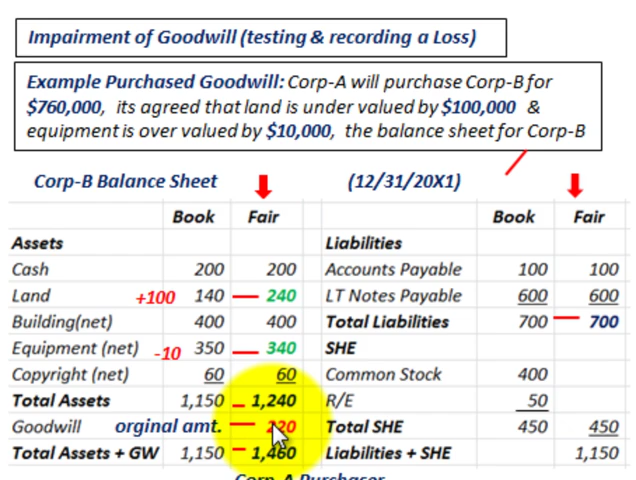 Impairment of Goodwill (testing & recording a Loss)
Example Purchased Goodwill: Corp-A will purchase Corp-B for
$760,000, its agreed that land is under valued by $100,000 &
equipment is over valued by $10,000, the balance sheet for Corp-B
Corp-B Balance Sheet (12/31/20X1)
Book Fair Book Fair
Assets Liabilities
Cash 200 200 Accounts Payable 100 100
Land +100 140 240 LT Notes Payable 600 600
Building(net) 400 400 Total Liabilities 700 700
Equipment (net) -10 350 340 SHE
Copyright (net) 60 60 Common Stock 400
Total Assets 1,150 1,240 R/E 50
Goodwill orginal amt. 220 Total SHE 450 450
Total Assets + GW 1,150 1,460 Liabilities + SHE 1,150
Corp-A Purchaser